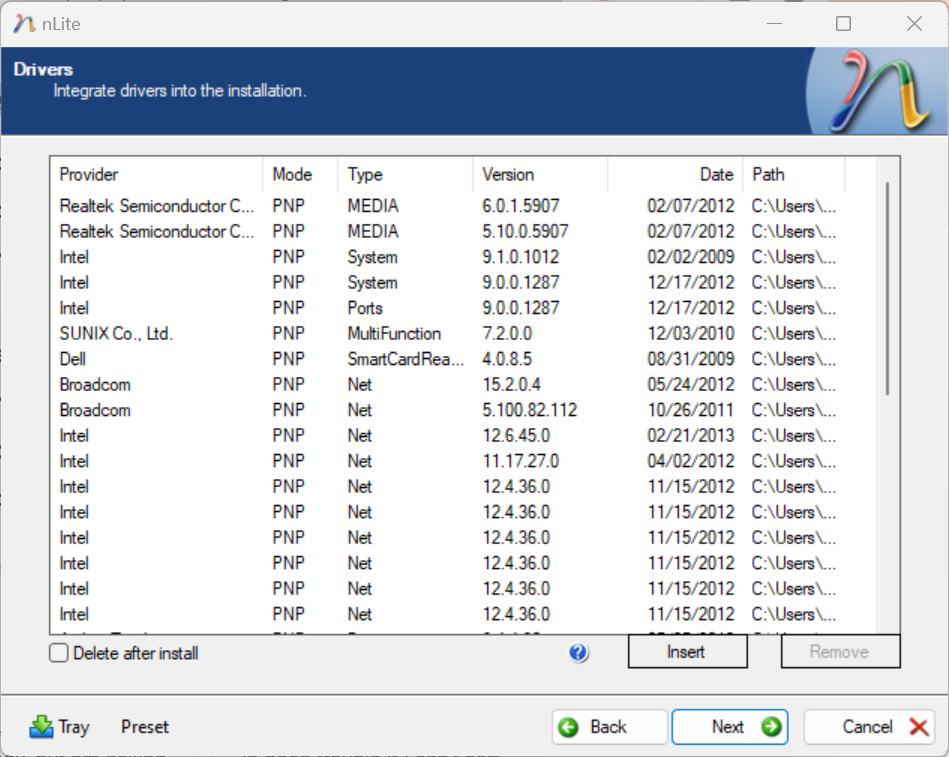 nLite
Drivers
Integrate drivers into the installation.
Provider Mode Type Version Date Path
Realtek Semiconductor C... PNP MEDIA 6.0.1.5907 02/07/2012 C:\Users\...
Realtek Semiconductor C... PNP MEDIA 5.10.0.5907 02/07/2012 C:\Users\...
Intel PNP System 9.1.0.1012 02/02/2009 C:\Users\...
Intel PNP System 9.0.0.1287 12/17/2012 C:\Users\...
Intel PNP Ports 9.0.0.1287 12/17/2012 C:\Users\...
SUNIX Co., Ltd. PNP MultiFunction 7.2.0.0 12/03/2010 C:\Users\...
Dell PNP SmartCardRea... 4.0.8.5 08/31/2009 C:\Users\...
Broadcom PNP Net 15.2.0.4 05/24/2012 C:\Users\...
Broadcom PNP Net 5.100.82.112 10/26/2011 C:\Users\...
Intel PNP Net 12.6.45.0 02/21/2013 C:\Users\...
Intel PNP Net 11.17.27.0 04/02/2012 C:\Users\...
Intel PNP Net 12.4.36.0 11/15/2012 C:\Users\...
Intel PNP Net 12.4.36.0 11/15/2012 C:\Users\...
Intel PNP Net 12.4.36.0 11/15/2012 C:\Users\...
Intel PNP Net 12.4.36.0 11/15/2012 C:\Users\...
Intel PNP Net 12.4.36.0 11/15/2012 C:\Users\...
Intel PNP Net 12.4.36.0 11/15/2012 C:\Users\...
Delete after install ? Insert Remove
Tray Preset Back Next Cancel